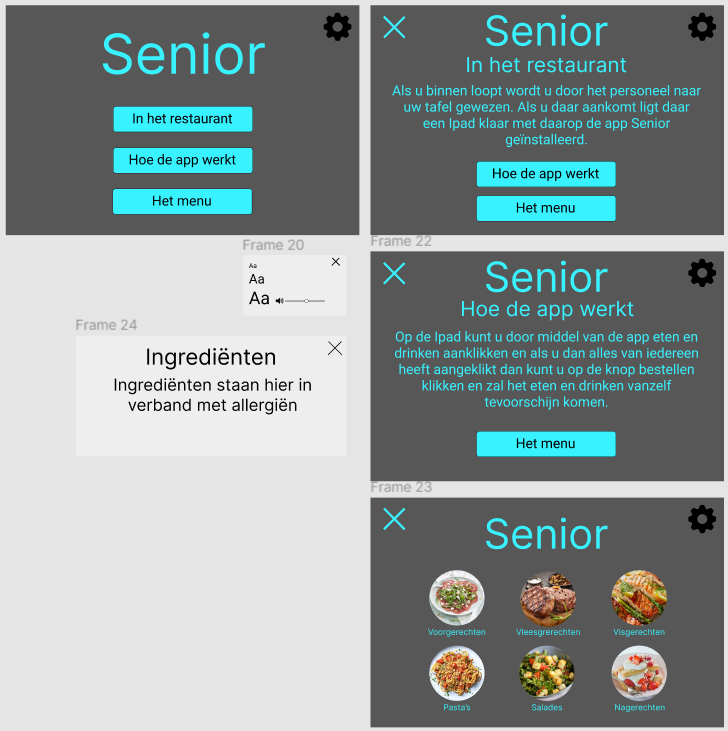 Senior
In het restaurant
Hoe de app werkt
Het menu
Senior
In het restaurant
Als u binnen loopt wordt u door het personeel naar
uw tafel gewezen. Als u daar aankomt ligt daar
een Ipad klaar met daarop de app Senior
geïnstalleerd.
Hoe de app werkt
Het menu
Frame 20
Aa
Aa
Aa
Frame 24
Ingrediënten
Ingrediënten staan hier in
verband met allergiën
Frame 22
Senior
Hoe de app werkt
Op de Ipad kunt u door middel van de app eten en
drinken aanklikken en als u dan alles van iedereen
heeft aangeklikt dan kunt u op de knop bestellen
klikken en zal het eten en drinken vanzelf
tevoorschijn komen.
Het menu
Frame 23
Senior
Voorgerechten
Vleesgrerechten
Visgerechten
Pasta's
Salades
Nagerechten